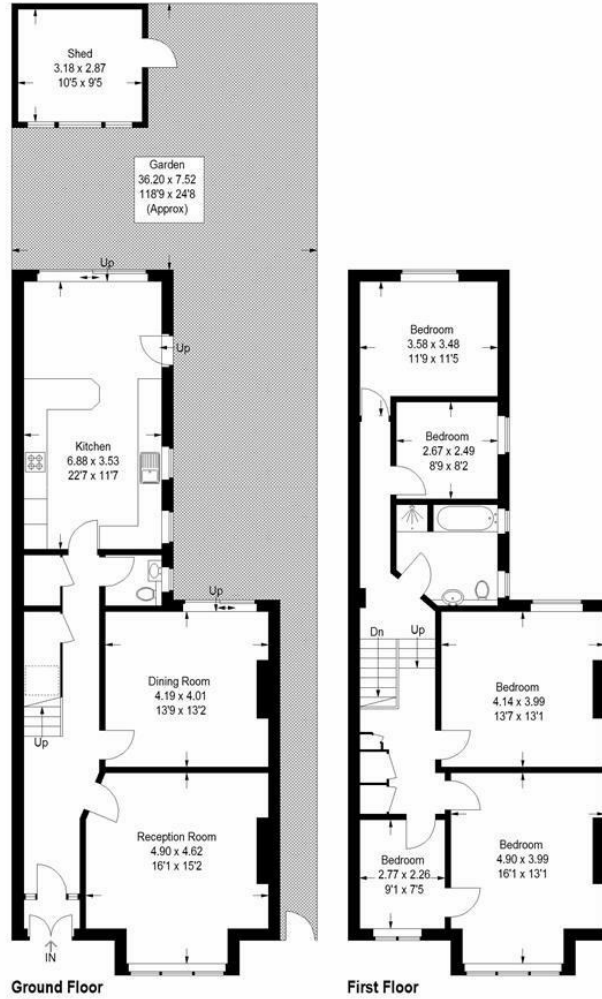 Shed
3.18 x 2.87
10'5 x 9'5
Garden
36.20 x 7.52
118'9 x 24'8
(Approx)
Up
Up
Kitchen
6.88 x 3.53
22'7 x 11'7
Up
Dining Room
4.19 x 4.01
13'9 x 13'2
Up
Reception Room
4.90 x 4.62
16'1 x 15'2
IN
Ground Floor
Bedroom
3.58 x 3.48
11'9 x 11'5
Bedroom
2.67 x 2.49
8'9 x 8'2
Dn
Up
Bedroom
4.14 x 3.99
13'7 x 13'1
Bedroom
4.90 x 3.99
16'1 x 13'1
Bedroom
2.77 x 2.26
9'1 x 7'5
First Floor